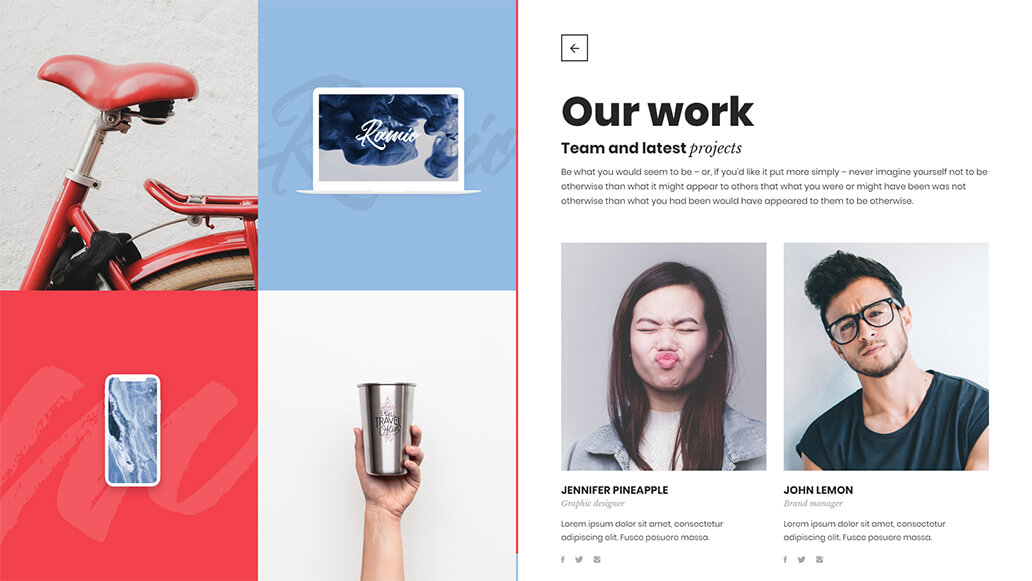 Ramio
Ramio
EXPLORE
TRAVEL
Coffee
Our work
Team and latest projects
Be what you would seem to be – or, if you'd like it put more simply – never imagine yourself not to be
otherwise than what it might appear to others that what you were or might have been was not
otherwise than what you had been would have appeared to them to be otherwise.
JENNIFER PINEAPPLE
Graphic designer
Lorem ipsum dolor sit amet, consectetur
adipiscing elit. Fusce posuere massa.
JOHN LEMON
Brand manager
Lorem ipsum dolor sit amet, consectetur
adipiscing elit. Fusce posuere massa.